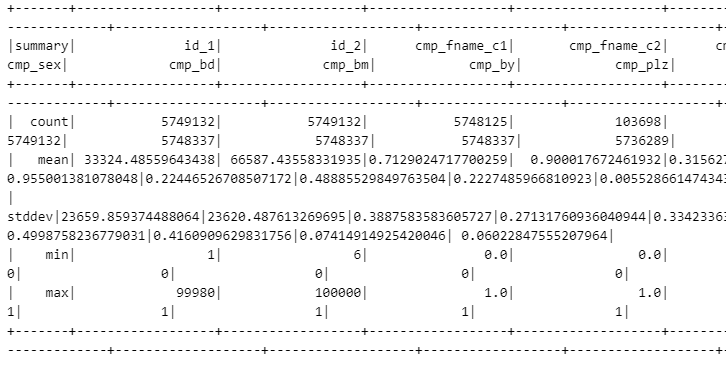 +-------+------------------+------------------+-----------------+------------------+---
------------+------------------+------------------+------------------+------------------+
|summary| id_1| id_2| cmp_fname_c1| cmp_fname_c2| cm
cmp_sex| cmp_bd| cmp_bm| cmp_by| cmp_plz|
+-------+------------------+------------------+-----------------+------------------+---
------------+------------------+------------------+------------------+------------------+
| count| 5749132| 5749132| 5748125| 103698|
5749132| 5748337| 5748337| 5748337| 5736289|
| mean| 33324.48559643438| 66587.43558331935|0.7129024717700259| 0.900017672461932|0.315627
0.955001381078048|0.22446526708507172|0.48885529849763504|0.2227485966810923|0.005528661474343
|
stddev|23659.859374488064|23620.487613269695|0.3887583583605727|0.27131760936040944|0.3342336
0.4998758236779031|0.4160909629831756|0.07414914925420046| 0.06022847555207964|
| min| 1| 6| 0.0| 0.0|
0| 0| 0| 0| 0|
| max| 99980| 100000| 1.0| 1.0|
1| 1| 1| 1| 1|
+-------+------------------+------------------+-----------------+------------------+---
------------+------------------+------------------+------------------+------------------+